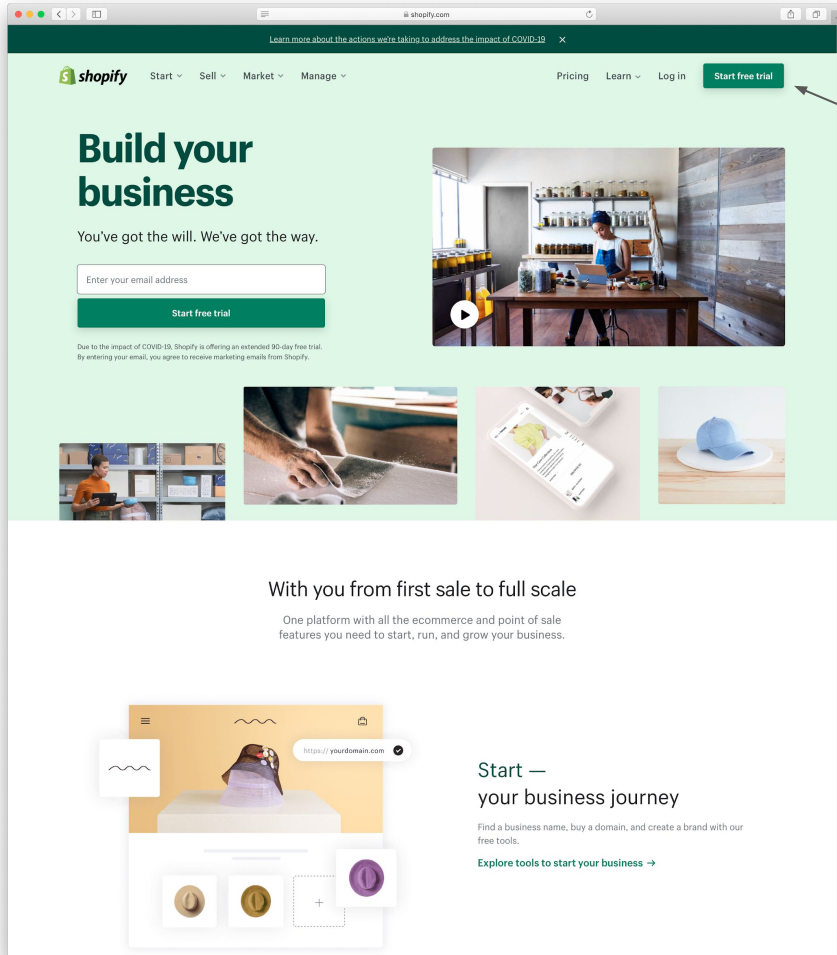 shopify.com
Learn more about the actions we're taking to address the impact of COVID-19
shopify Start Sell Market Manage Pricing Learn Log in Start free trial
Build your
business
You've got the will. We've got the way.
Enter your email address
Start free trial
Due to the impact of COVID-19, Shopify is offering an extended 90-day free trial.
By entering your email, you agree to receive marketing emails from Shopify.
With you from first sale to full scale
One platform with all the ecommerce and point of sale
features you need to start, run, and grow your business.
https:// yourdomain.com
Start —
your business journey
Find a business name, buy a domain, and create a brand with our
free tools.
Explore tools to start your business →